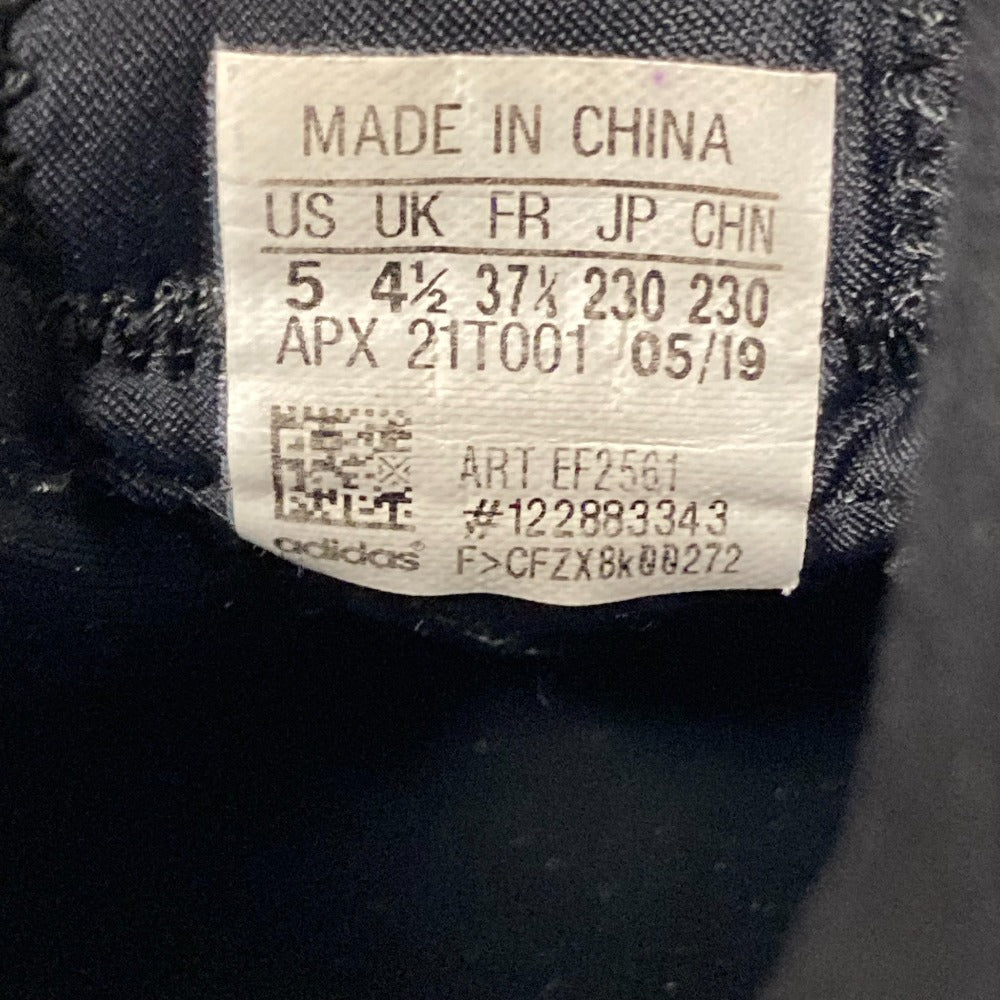 MADE IN CHINA
US UK FR JP CHN
5 4½ 37⅓ 230 230
APX 21T001 05/19
ART EF2561
#122883343
adidas®
F>CFZX8k00272